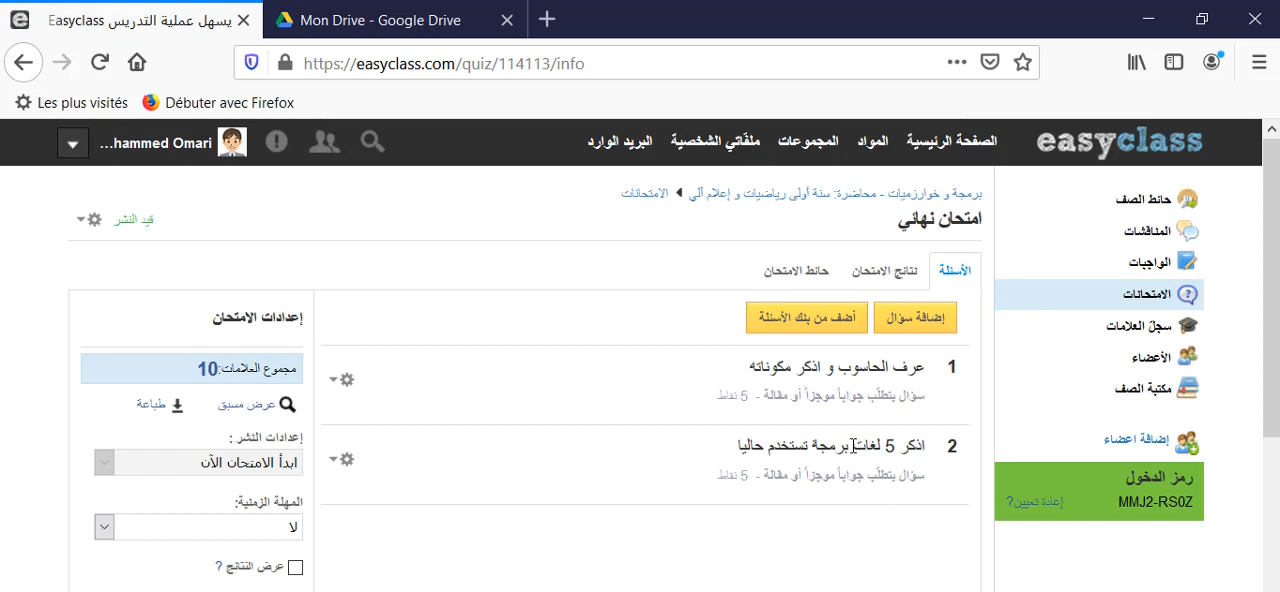 يسهل عملية التدريس Easyclass
Mon Drive - Google Drive
https://easyclass.com/quiz/114113/info
Les plus visités
Débuter avec Firefox
easyclass
الصفحة الرئيسية
المواد
المجموعات
ملفّاتي الشخصية
البريد الوارد
...hammed Omari
برمجة و خوارزميات - محاضرة: سنة أولى رياضيات و إعلام آلي
الامتحانات
امتحان نهائي
قيد النشر
الأسئلة
نتائج الامتحان
حائط الامتحان
إضافة سؤال
أضف من بنك الأسئلة
1 عرف الحاسوب و اذكر مكوناته
سؤال يتطلّب جواباً موجزاً أو مقالة - 5 نقاط
2 اذكر 5 لغات برمجة تستخدم حاليا
سؤال يتطلّب جواباً موجزاً أو مقالة - 5 نقاط
إعدادات الامتحان
مجموع العلامات:10
عرض مسبق
طباعة
إعدادات النشر :
ابدأ الامتحان الآن
المهلة الزمنية:
لا
عرض النتائج ?
حائط الصف
المناقشات
الواجبات
الامتحانات
سجلّ العلامات
الأعضاء
مكتبة الصف
إضافة اعضاء
رمز الدخول
MMJ2-RS0Z
إعادة تعيين?